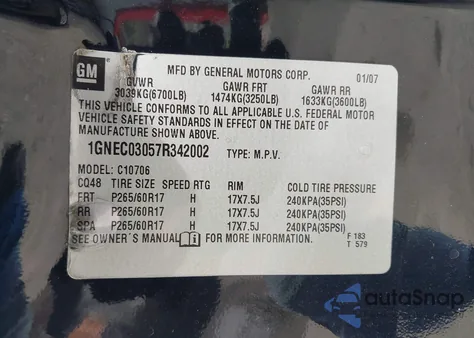 GM
MFD BY GENERAL MOTORS CORP. 01/07
GVWR GAWR FRT GAWR RR
3039KG(6700LB) 1474KG(3250LB) 1633KG(3600LB)
THIS VEHICLE CONFORMS TO ALL APPLICABLE U.S. FEDERAL MOTOR
VEHICLE SAFETY STANDARDS IN EFFECT ON THE DATE OF
MANUFACTURE SHOWN ABOVE.
1GNEC03057R342002 TYPE: M.P.V.
MODEL: C10706
CQ48 TIRE SIZE SPEED RTG RIM COLD TIRE PRESSURE
FRT P265/60R17 H 17X7.5J 240KPA(35PSI)
RR P265/60R17 H 17X7.5J 240KPA(35PSI)
SPA P265/60R17 H 17X7.5J 240KPA(35PSI)
SEE OWNER'S MANUAL FOR MORE INFORMATION. F 183
T 579
autoSnap